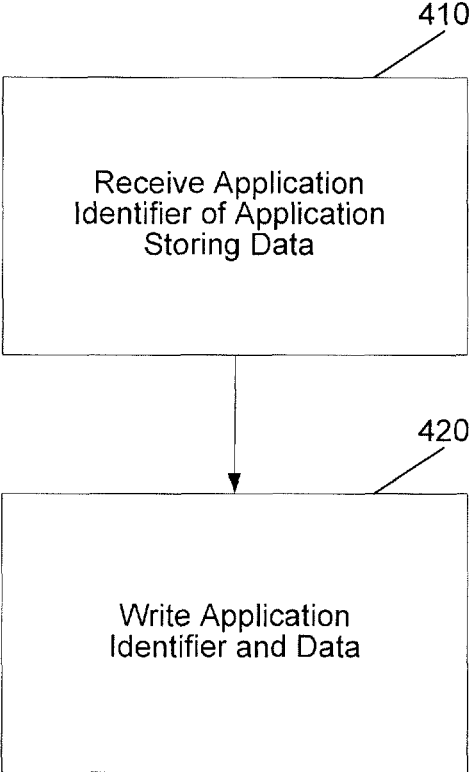 410
Receive Application
Identifier of Application
Storing Data
420
Write Application
Identifier and Data